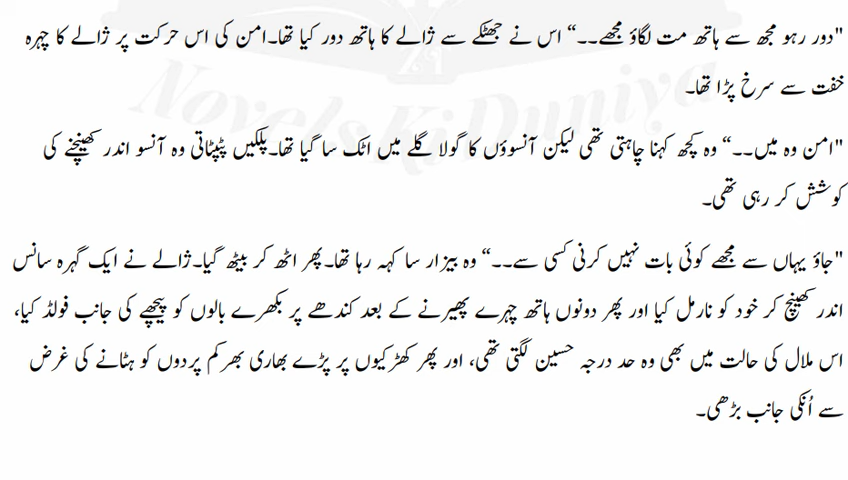 "دور رہو مجھ سے ہاتھ مت لگاؤ مجھے۔۔“ اس نے جھٹکے سے ژالے کا ہاتھ دور کیا تھا۔امن کی اس حرکت پر ژالے کا چہرہ
خفت سے سرخ پڑا تھا۔
"امن وہ میں۔۔“ وہ کچھ کہنا چاہتی تھی لیکن آنسوؤں کا گولا گلے میں اٹک سا گیا تھا۔پلکیں پٹپٹاتی وہ آنسو اندر کھینچنے کی
کوشش کر رہی تھی۔
"جاؤ یہاں سے مجھے کوئی بات نہیں کرنی کسی سے۔۔“ وہ بیزار سا کہہ رہا تھا۔پھر اٹھ کر بیٹھ گیا۔ژالے نے ایک گہرہ سانس
اندر کھینچ کر خود کو نارمل کیا اور پھر دونوں ہاتھ چہرے پھیرنے کے بعد کندھے پر بکھرے بالوں کو پیچھے کی جانب فولڈ کیا،
اس ملال کی حالت میں بھی وہ حد درجہ حسین لگتی تھی، اور پھر کھڑکیوں پر پڑے بھاری بھرکم پردوں کو ہٹانے کی غرض
سے اُنکی جانب بڑھی۔
NovelsKiDuniya